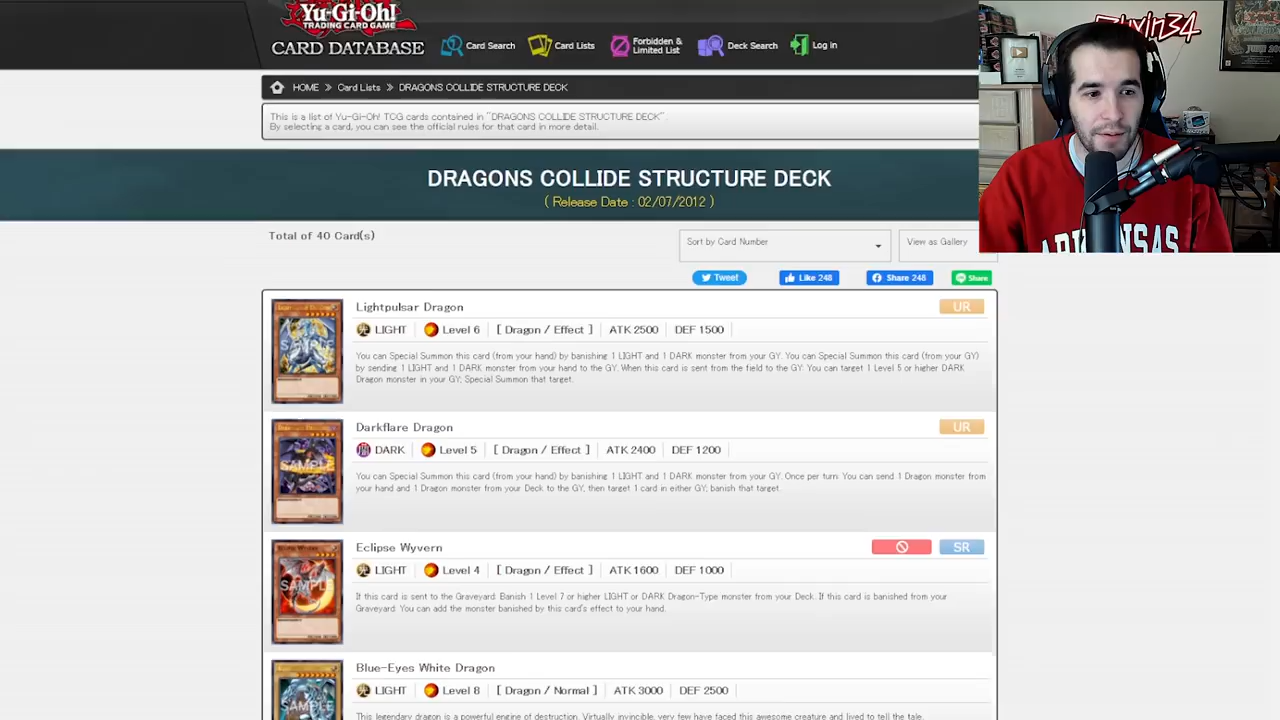 Yu-Gi-Oh!
TRADING CARD GAME
CARD DATABASE
Card Search
Card Lists
Forbidden & Limited List
Deck Search
Log in
HOME » Card Lists » DRAGONS COLLIDE STRUCTURE DECK
This is a list of Yu-Gi-Oh! TCG cards contained in "DRAGONS COLLIDE STRUCTURE DECK".
By selecting a card, you can see the official rules for that card in more detail.
DRAGONS COLLIDE STRUCTURE DECK
( Release Date : 02/07/2012 )
Total of 40 Card(s)
Sort by Card Number
View as Gallery
Tweet
Like 248
Share 248
Share
Lightpulsar Dragon
UR
LIGHT Level 6 [ Dragon / Effect ] ATK 2500 DEF 1500
You can Special Summon this card (from your hand) by banishing 1 LIGHT and 1 DARK monster from your GY. You can Special Summon this card (from your GY)
by sending 1 LIGHT and 1 DARK monster from your hand to the GY. When this card is sent from the field to the GY: You can target 1 Level 5 or higher DARK
Dragon monster in your GY; Special Summon that target.
SAMPLE
Darkflare Dragon
UR
DARK Level 5 [ Dragon / Effect ] ATK 2400 DEF 1200
You can Special Summon this card (from your hand) by banishing 1 LIGHT and 1 DARK monster from your GY. Once per turn: You can send 1 Dragon monster from
your hand and 1 Dragon monster from your Deck to the GY, then target 1 card in either GY; banish that target.
SAMPLE
Eclipse Wyvern
SR
LIGHT Level 4 [ Dragon / Effect ] ATK 1600 DEF 1000
If this card is sent to the Graveyard: Banish 1 Level 7 or higher LIGHT or DARK Dragon-Type monster from your Deck. If this card is banished from your
Graveyard: You can add the monster banished by this card's effect to your hand.
SAMPLE
Blue-Eyes White Dragon
LIGHT Level 8 [ Dragon / Normal ] ATK 3000 DEF 2500
This legendary dragon is a powerful engine of destruction. Virtually invincible, very few have faced this awesome creature and lived to tell the tale.
SAMPLE
ARKANSAS